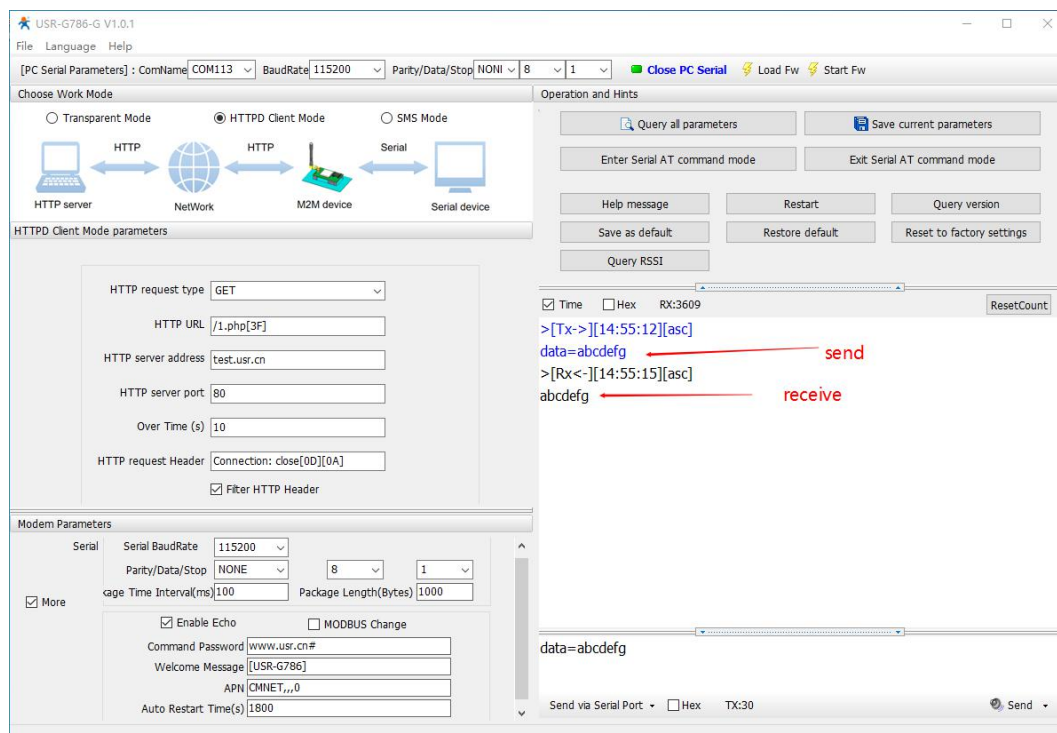 USR-G786-G V1.0.1
File Language Help
[PC Serial Parameters] : ComName COM113 BaudRate 115200 Parity/Data/Stop NONI 8 1 Close PC Serial Load Fw Start Fw
Choose Work Mode
Transparent Mode HTTPD Client Mode SMS Mode
HTTP HTTP Serial
HTTP server NetWork M2M device Serial device
HTTPD Client Mode parameters
HTTP request type GET
HTTP URL /1.php[3F]
HTTP server address test.usr.cn
HTTP server port 80
Over Time (s) 10
HTTP request Header Connection: close[0D][0A]
Filter HTTP Header
Modem Parameters
Serial Serial BaudRate 115200
Parity/Data/Stop NONE 8 1
kage Time Interval(ms) 100 Package Length(Bytes) 1000
More
Enable Echo MODBUS Change
Command Password www.usr.cn#
Welcome Message [USR-G786]
APN CMNET,,,0
Auto Restart Time(s) 1800
Operation and Hints
Query all parameters Save current parameters
Enter Serial AT command mode Exit Serial AT command mode
Help message Restart Query version
Save as default Restore default Reset to factory settings
Query RSSI
Time Hex RX:3609 ResetCount
>[Tx->][14:55:12][asc]
data=abcdefg send
>[Rx<-][14:55:15][asc]
abcdefg receive
data=abcdefg
Send via Serial Port Hex TX:30 Send